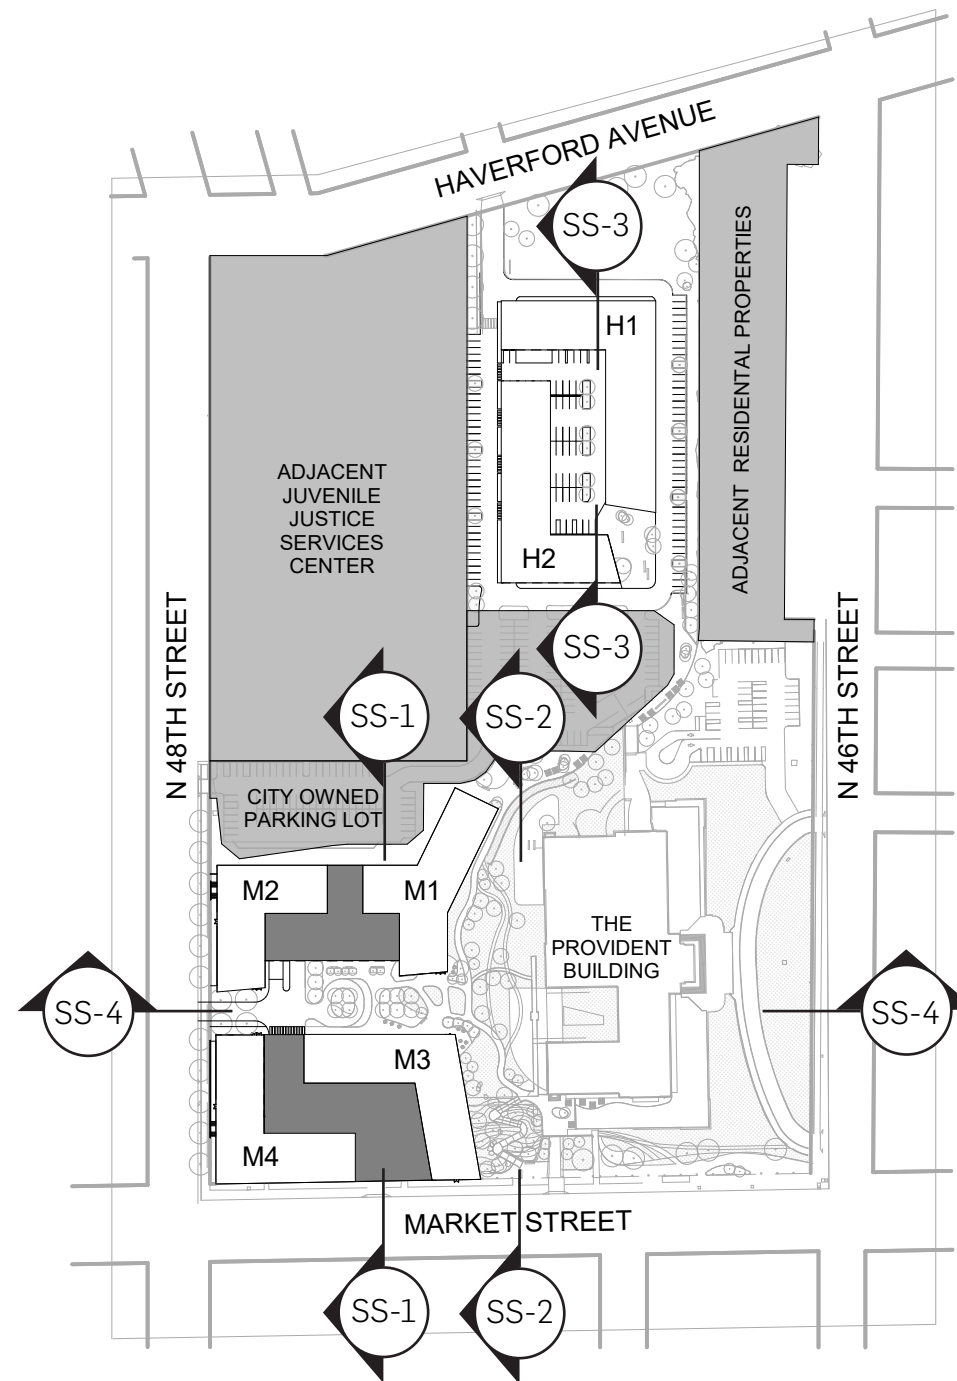 HAVERFORD AVENUE
SS-3
H1
ADJACENT RESIDENTIAL PROPERTIES
ADJACENT
JUVENILE
JUSTICE
SERVICES
CENTER
H2
N 48TH STREET
N 46TH STREET
SS-3
SS-1
SS-2
CITY OWNED
PARKING LOT
M2
M1
THE
PROVIDENT
BUILDING
SS-4
SS-4
M3
M4
MARKET STREET
SS-1
SS-2